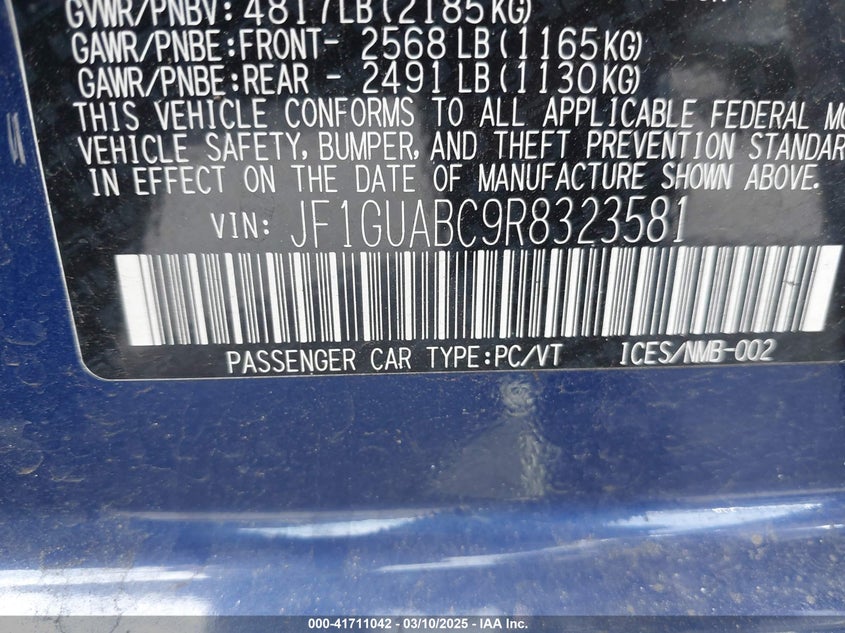 GVWR/PNBV: 4817LB(2185KG)
GAWR/PNBE:FRONT- 2568 LB(1165KG)
GAWR/PNBE:REAR - 2491 LB(1130KG)
THIS VEHICLE CONFORMS TO ALL APPLICABLE FEDERAL MO
VEHICLE SAFETY, BUMPER, AND THEFT PREVENTION STANDAR
IN EFFECT ON THE DATE OF MANUFACTURE SHOWN ABOVE.
VIN: JF1GUABC9R8323581
PASSENGER CAR TYPE:PC/VT ICES/NMB-002
000-41711042 - 03/10/2025 - IAAI.com